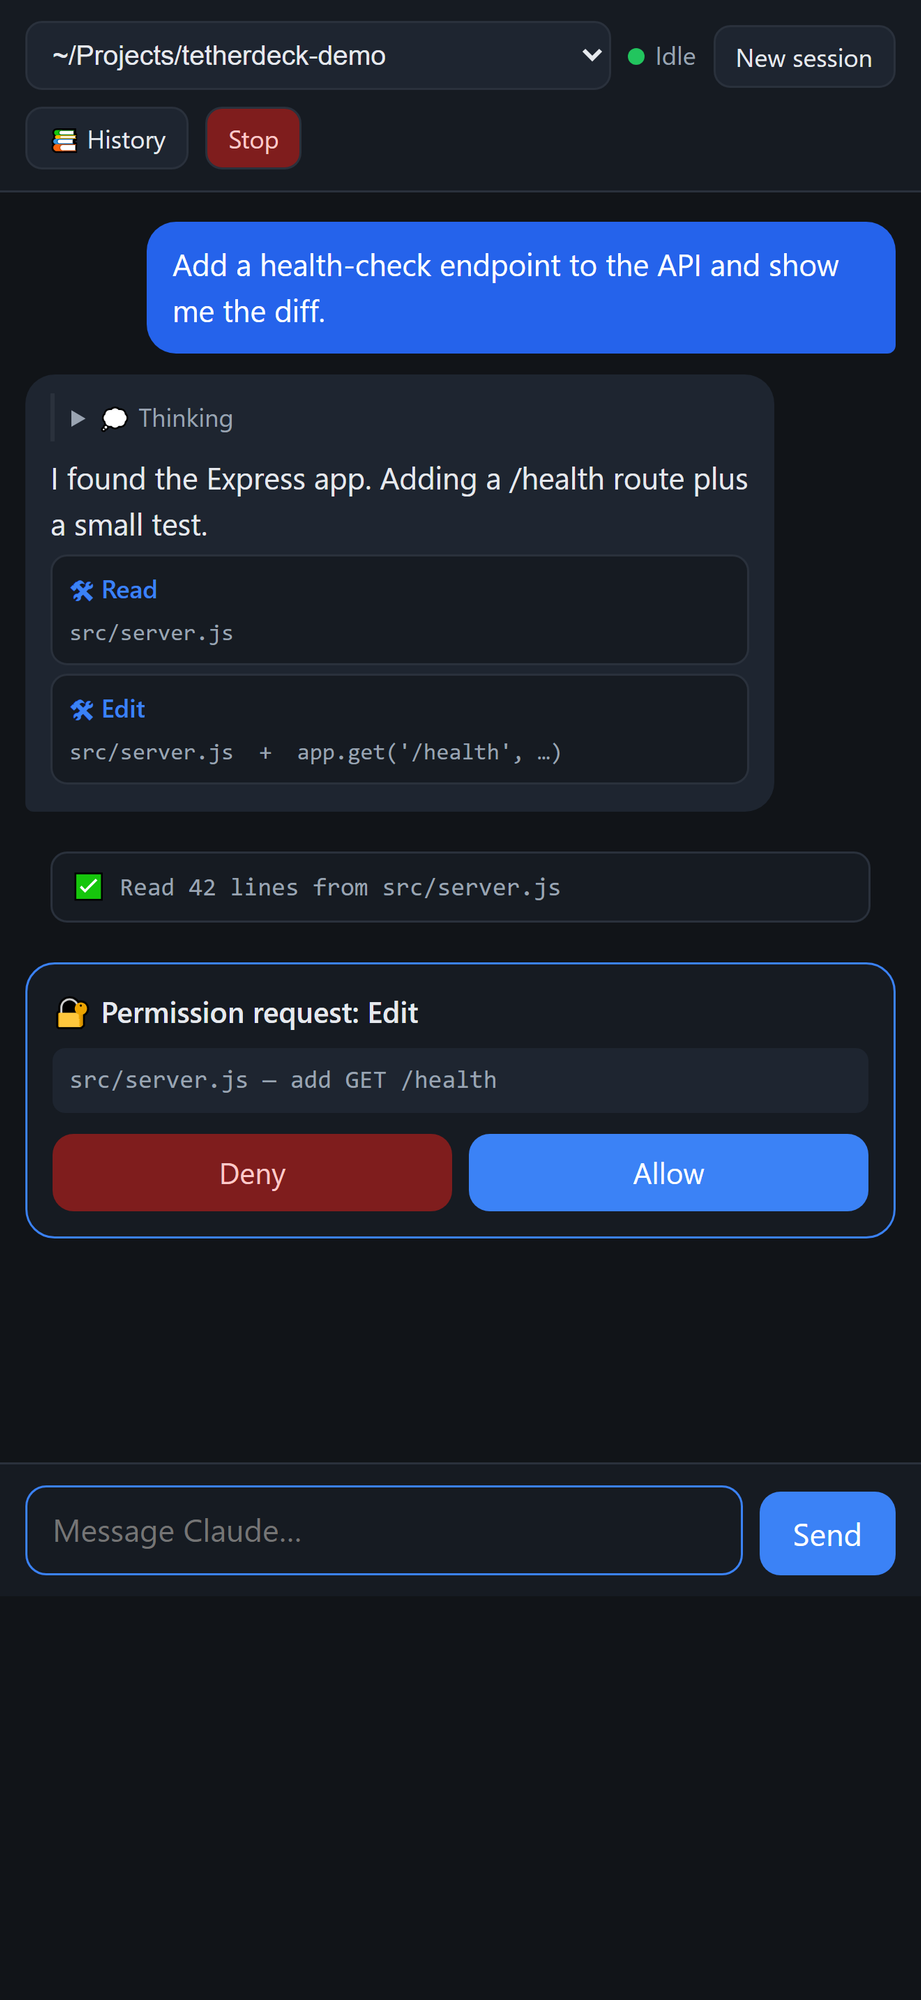 ~/Projects/tetherdeck-demo
Idle
New session
History
Stop
Add a health-check endpoint to the API and show
me the diff.
Thinking
I found the Express app. Adding a /health route plus
a small test.
Read
src/server.js
Edit
src/server.js  +  app.get('/health', …)
Read 42 lines from src/server.js
Permission request: Edit
src/server.js — add GET /health
Deny
Allow
Message Claude…
Send